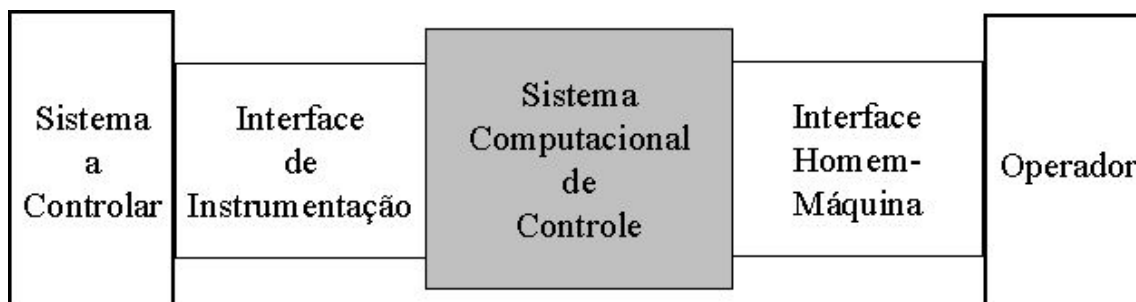 Sistema
a
Controlar
Interface
de
Instrumentação
Sistema
Computacional
de
Controle
Interface
Homem-
Máquina
Operador